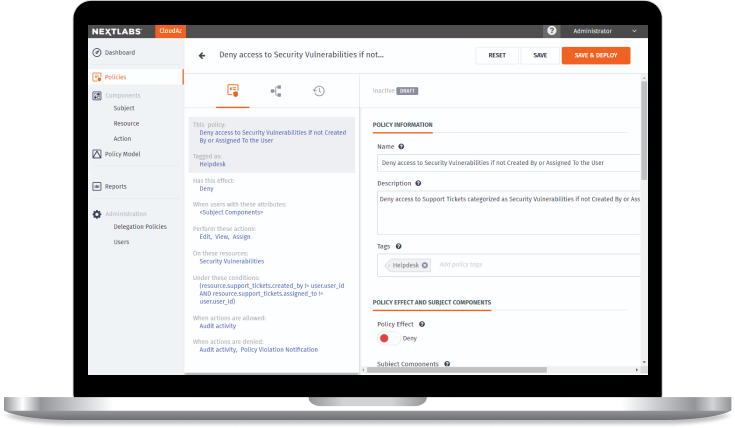 NEXTLABS CloudAz
? Administrator
Dashboard
Policies
Components
Subject
Resource
Action
Policy Model
Reports
Administration
Delegation Policies
Users
Deny access to Security Vulnerabilities if not...
RESET SAVE SAVE & DEPLOY
This policy:
Deny access to Security Vulnerabilities if not Created
By or Assigned To the User
Tagged as:
Helpdesk
Has this effect:
Deny
When users with these attributes:
<Subject Components>
Perform these actions:
Edit, View, Assign
On these resources:
Security Vulnerabilities
Under these conditions:
(resource.support_tickets.created_by != user.user_id
AND resource.support_tickets.assigned_to !=
user.user_id)
When actions are allowed:
Audit activity
When actions are denied:
Audit activity, Policy Violation Notification
Inactive DRAFT
POLICY INFORMATION
Name ?
Deny access to Security Vulnerabilities if not Created By or Assigned To the User
Description ?
Deny access to Support Tickets categorized as Security Vulnerabilities if not Created By or Ass
Tags ?
Helpdesk Add policy tags
POLICY EFFECT AND SUBJECT COMPONENTS
Policy Effect ?
Deny
Subject Components ?